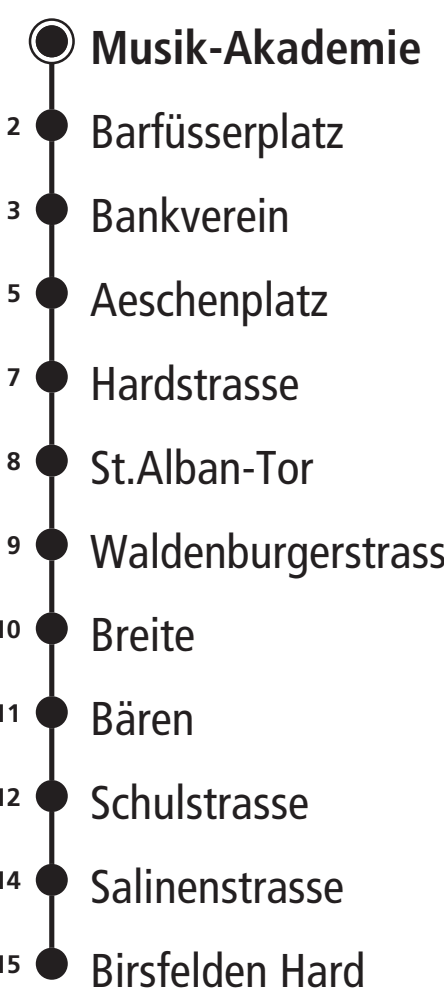 Musik-Akademie
2 Barfüsserplatz
3 Bankverein
5 Aeschenplatz
7 Hardstrasse
8 St.Alban-Tor
9 Waldenburgerstrass
10 Breite
11 Bären
12 Schulstrasse
14 Salinenstrasse
15 Birsfelden Hard